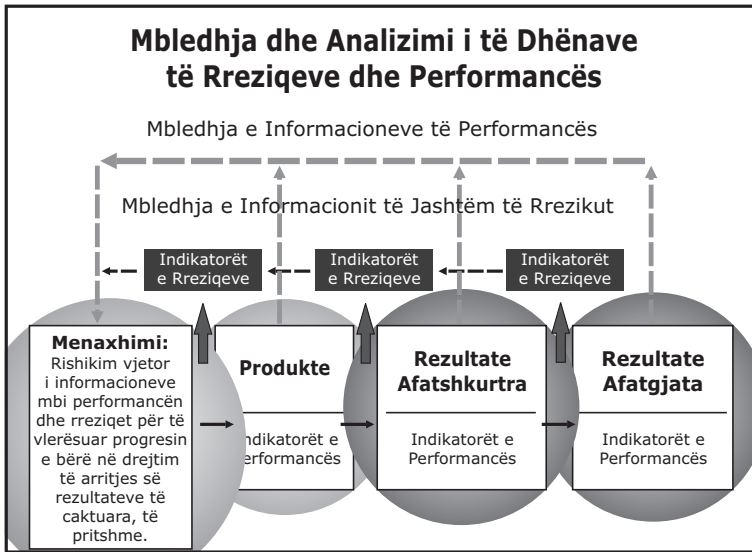 Mbledhja dhe Analizimi i të Dhënave
të Rreziqeve dhe Performancës
Mbledhja e Informacioneve të Performancës
Mbledhja e Informacionit të Jashtëm të Rrezikut
Indikatorët
e Rreziqeve
Indikatorët
e Rreziqeve
Indikatorët
e Rreziqeve
Menaxhimi:
Rishikim vjetor
i informacioneve
mbi performancën
dhe rreziqet për të
vlerësuar progresin
e bërë në drejtim
të arritjes së
rezultateve të
caktuara, të
pritshme.
Produkte
Indikatorët e
Performancës
Rezultate
Afatshkurtra
Indikatorët e
Performancës
Rezultate
Afatgjata
Indikatorët e
Performancës